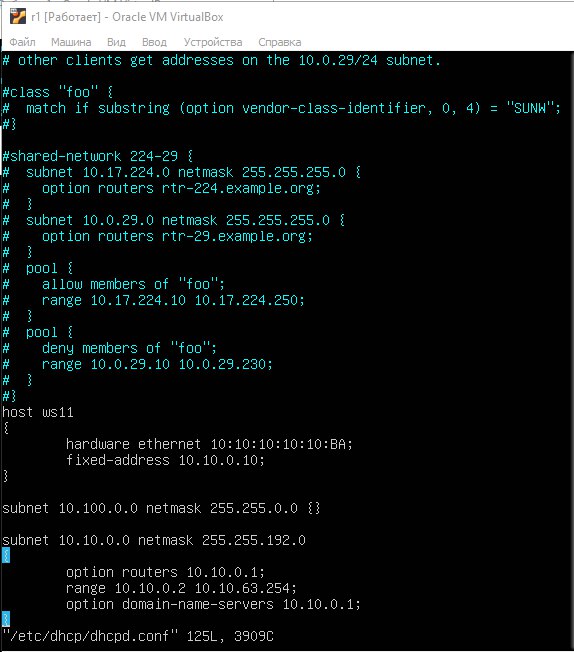 r1 [Работает] - Oracle VM VirtualBox
Файл Машина Вид Ввод Устройства Справка
# other clients get addresses on the 10.0.29/24 subnet.
#class "foo" {
#  match if substring (option vendor-class-identifier, 0, 4) = "SUNW";
#}
#shared-network 224-29 {
#  subnet 10.17.224.0 netmask 255.255.255.0 {
#    option routers rtr-224.example.org;
#  }
#  subnet 10.0.29.0 netmask 255.255.255.0 {
#    option routers rtr-29.example.org;
#  }
#  pool {
#    allow members of "foo";
#    range 10.17.224.10 10.17.224.250;
#  }
#  pool {
#    deny members of "foo";
#    range 10.0.29.10 10.0.29.230;
#  }
#}
host ws11
{
        hardware ethernet 10:10:10:10:10:BA;
        fixed-address 10.10.0.10;
}
subnet 10.100.0.0 netmask 255.255.0.0 {}
subnet 10.10.0.0 netmask 255.255.192.0
{
        option routers 10.10.0.1;
        range 10.10.0.2 10.10.63.254;
        option domain-name-servers 10.10.0.1;
}
"/etc/dhcp/dhcpd.conf" 125L, 3909C